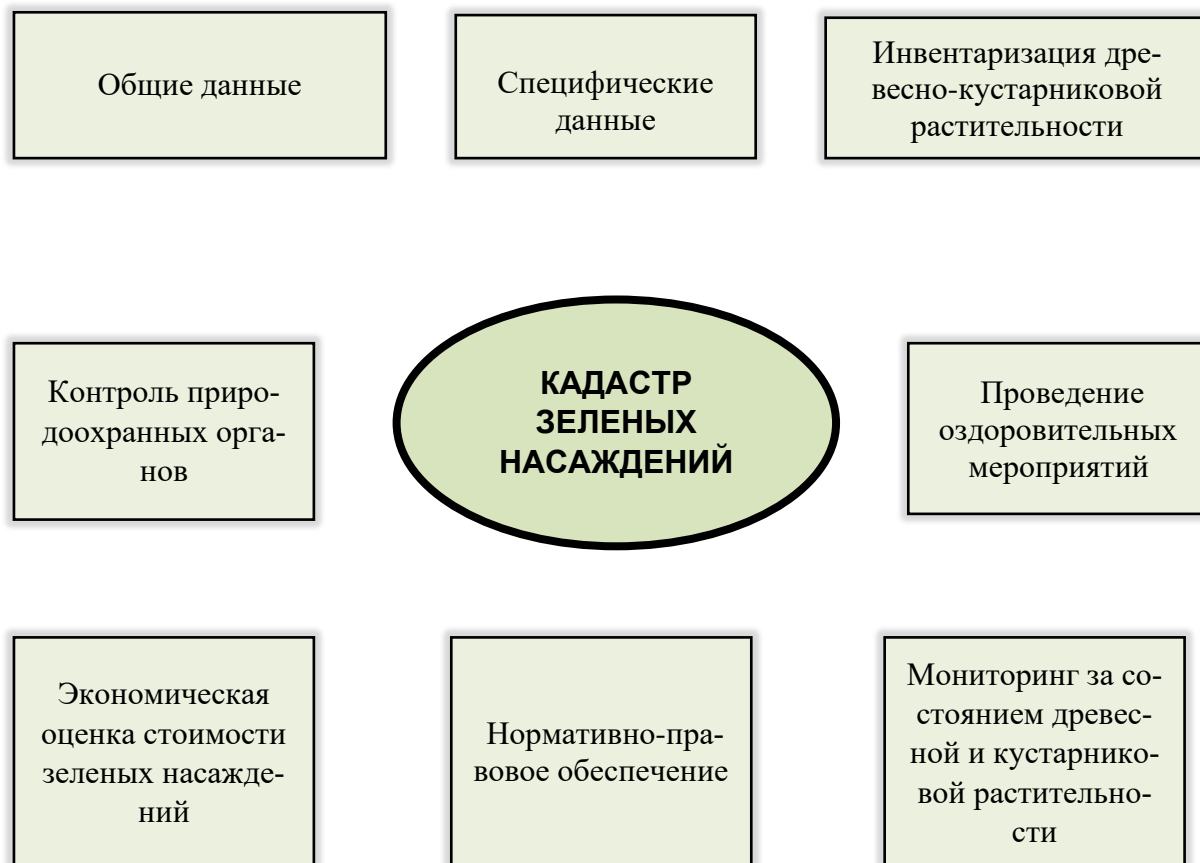 Общие данные
Специфические
данные
Инвентаризация дре-
весно-кустарниковой
растительности
Контроль приро-
доохранных орга-
нов
КАДАСТР
ЗЕЛЕНЫХ
НАСАЖДЕНИЙ
Проведение
оздоровительных
мероприятий
Экономическая
оценка стоимости
зеленых насажде-
ний
Нормативно-пра-
вовое обеспечение
Мониторинг за со-
стоянием древес-
ной и кустарнико-
вой растительно-
сти